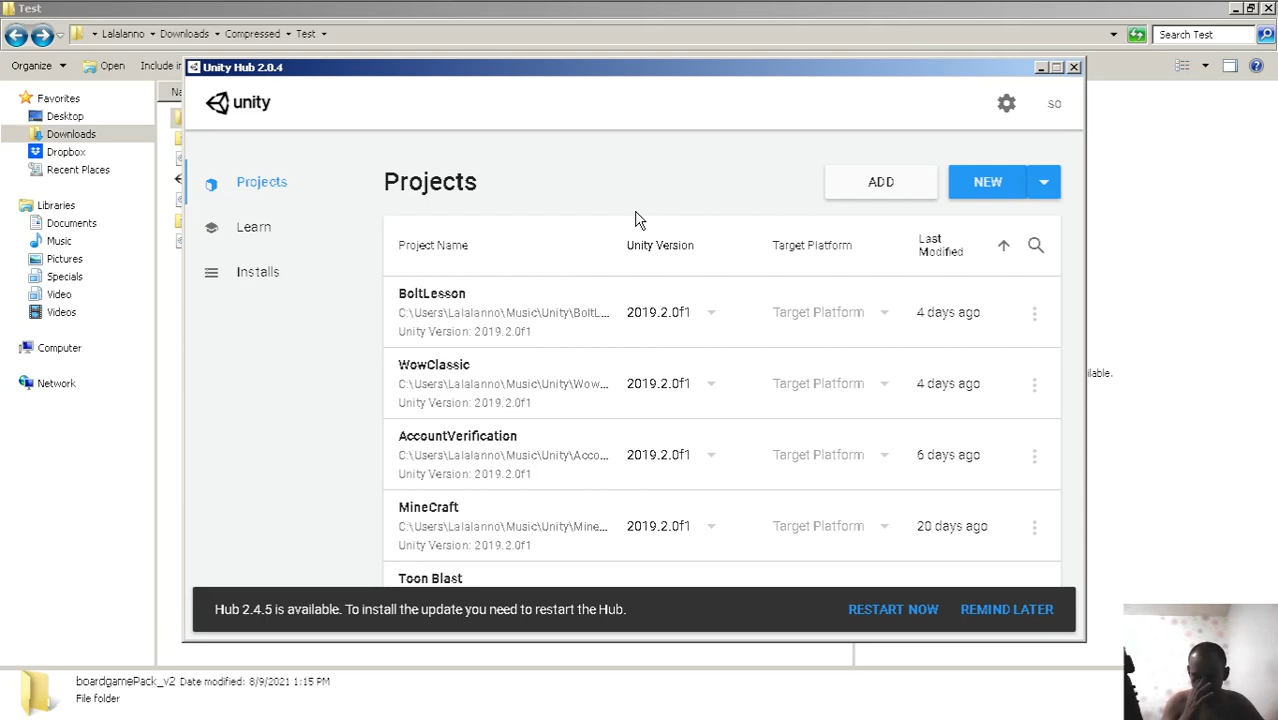 Test
Lalalanno
Downloads
Compressed
Test
Search Test
Organize
Open
Include in
Favorites
Desktop
Downloads
Dropbox
Recent Places
Libraries
Documents
Music
Pictures
Specials
Video
Videos
Computer
Network
Na
Unity Hub 2.0.4
unity
SO
Projects
Learn
Installs
Projects
ADD
NEW
Project Name
Unity Version
Target Platform
Last
Modified
BoltLesson
C:\Users\Lalalanno\Music\Unity\BoltL...
Unity Version: 2019.2.0f1
2019.2.0f1
Target Platform
4 days ago
WowClassic
C:\Users\Lalalanno\Music\Unity\Wow...
Unity Version: 2019.2.0f1
2019.2.0f1
Target Platform
4 days ago
AccountVerification
C:\Users\Lalalanno\Music\Unity\Acco...
Unity Version: 2019.2.0f1
2019.2.0f1
Target Platform
6 days ago
MineCraft
C:\Users\Lalalanno\Music\Unity\Mine...
Unity Version: 2019.2.0f1
2019.2.0f1
Target Platform
20 days ago
Toon Blast
Hub 2.4.5 is available. To install the update you need to restart the Hub.
RESTART NOW
REMIND LATER
ilable.
boardgamePack_v2 Date modified: 8/9/2021 1:15 PM
File folder